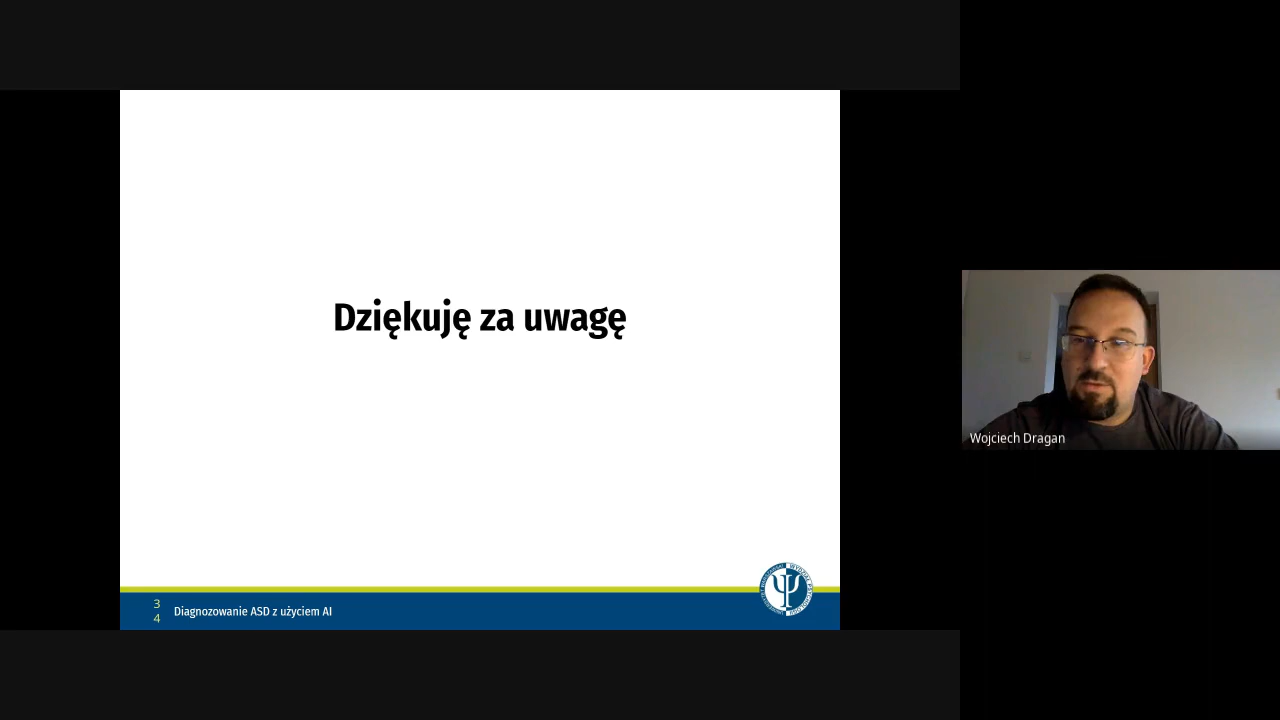 Dziękuję za uwagę
Wojciech Dragan
3
4
Diagnozowanie ASD z użyciem AI